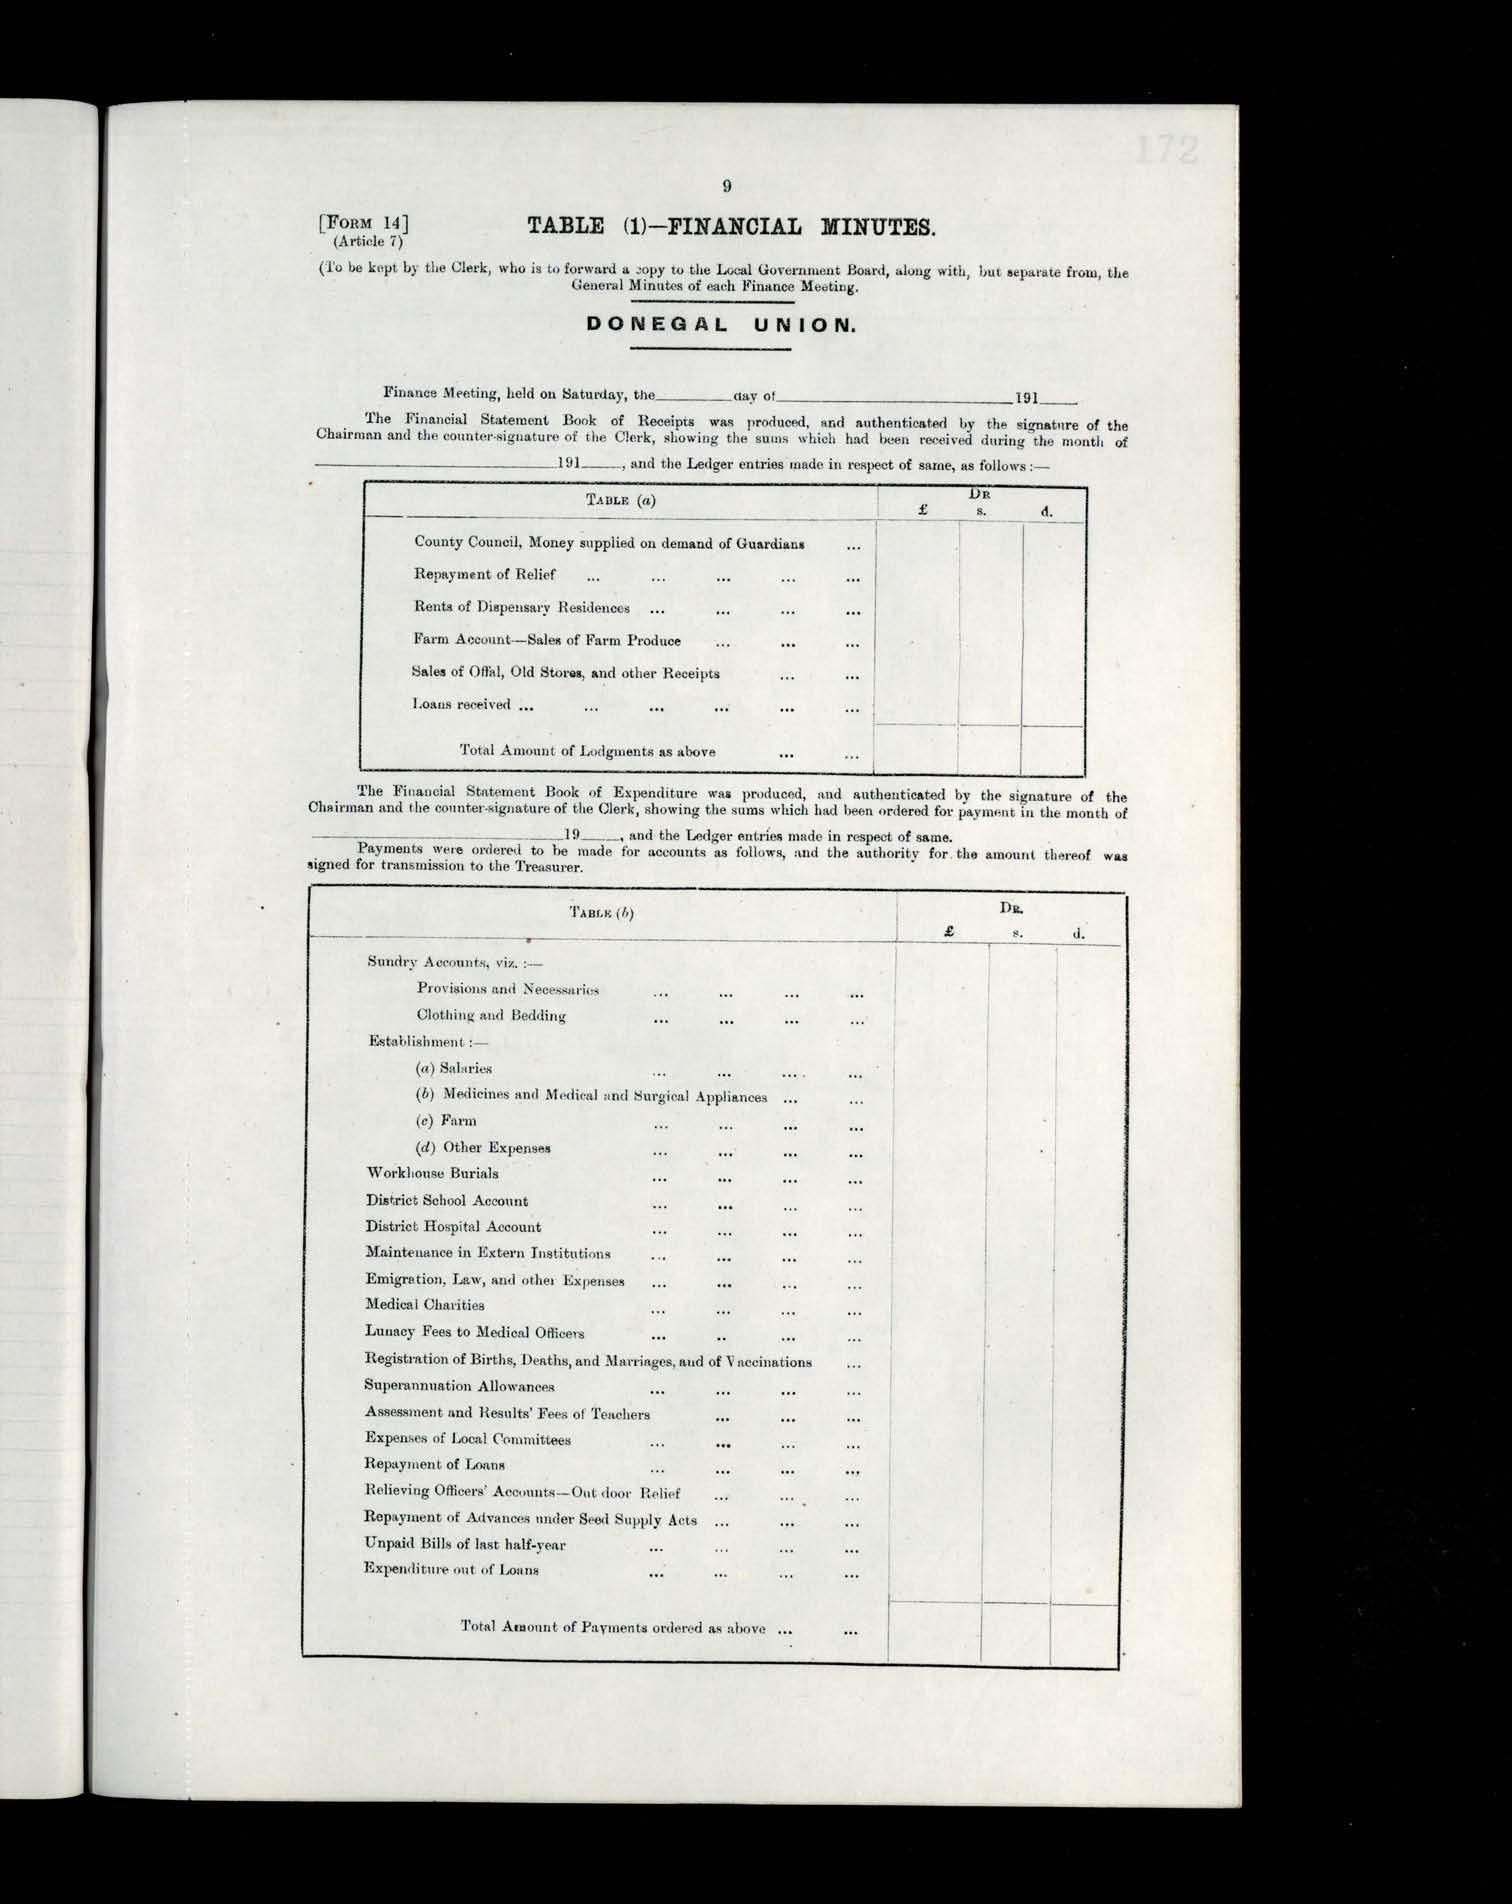 172
9
[FORM 14]
(Article 7)
TABLE (1)—FINANCIAL MINUTES.
(To be kept by the Clerk, who is to forward a copy to the Local Government Board, along with, but separate from, the
General Minutes of each Finance Meeting.
DONEGAL UNION.
Finance Meeting, held on Saturday, the________day of________________________191____
The Financial Statement Book of Receipts was produced, and authenticated by the signature of the
Chairman and the counter-signature of the Clerk, showing the sums which had been received during the month of
________________________191____, and the Ledger entries made in respect of same, as follows :—
TABLE (a) DR
£ s. d.
County Council, Money supplied on demand of Guardians ...
Repayment of Relief ... ... ... ... ...
Rents of Dispensary Residences ... ... ... ...
Farm Account—Sales of Farm Produce ... ... ...
Sales of Offal, Old Stores, and other Receipts ... ...
Loans received ... ... ... ... ... ...
Total Amount of Lodgments as above ... ...
The Financial Statement Book of Expenditure was produced, and authenticated by the signature of the
Chairman and the counter-signature of the Clerk, showing the sums which had been ordered for payment in the month of
________________________19____, and the Ledger entries made in respect of same.
Payments were ordered to be made for accounts as follows, and the authority for the amount thereof was
signed for transmission to the Treasurer.
TABLE (b) DR.
£ s. d.
Sundry Accounts, viz. :—
Provisions and Necessaries ... ... ... ...
Clothing and Bedding ... ... ... ...
Establishment :—
(a) Salaries ... ... ... ...
(b) Medicines and Medical and Surgical Appliances ... ...
(c) Farm ... ... ... ...
(d) Other Expenses ... ... ... ...
Workhouse Burials ... ... ... ...
District School Account ... ... ... ...
District Hospital Account ... ... ... ...
Maintenance in Extern Institutions ... ... ... ...
Emigration, Law, and other Expenses ... ... ... ...
Medical Charities ... ... ... ...
Lunacy Fees to Medical Officers ... .. ... ...
Registration of Births, Deaths, and Marriages, and of Vaccinations ...
Superannuation Allowances ... ... ... ...
Assessment and Results' Fees of Teachers ... ... ...
Expenses of Local Committees ... ... ... ...
Repayment of Loans ... ... ... ...
Relieving Officers' Accounts—Out door Relief ... ... ...
Repayment of Advances under Seed Supply Acts ... ... ...
Unpaid Bills of last half-year ... ... ... ...
Expenditure out of Loans ... ... ... ...
Total Amount of Payments ordered as above ... ...